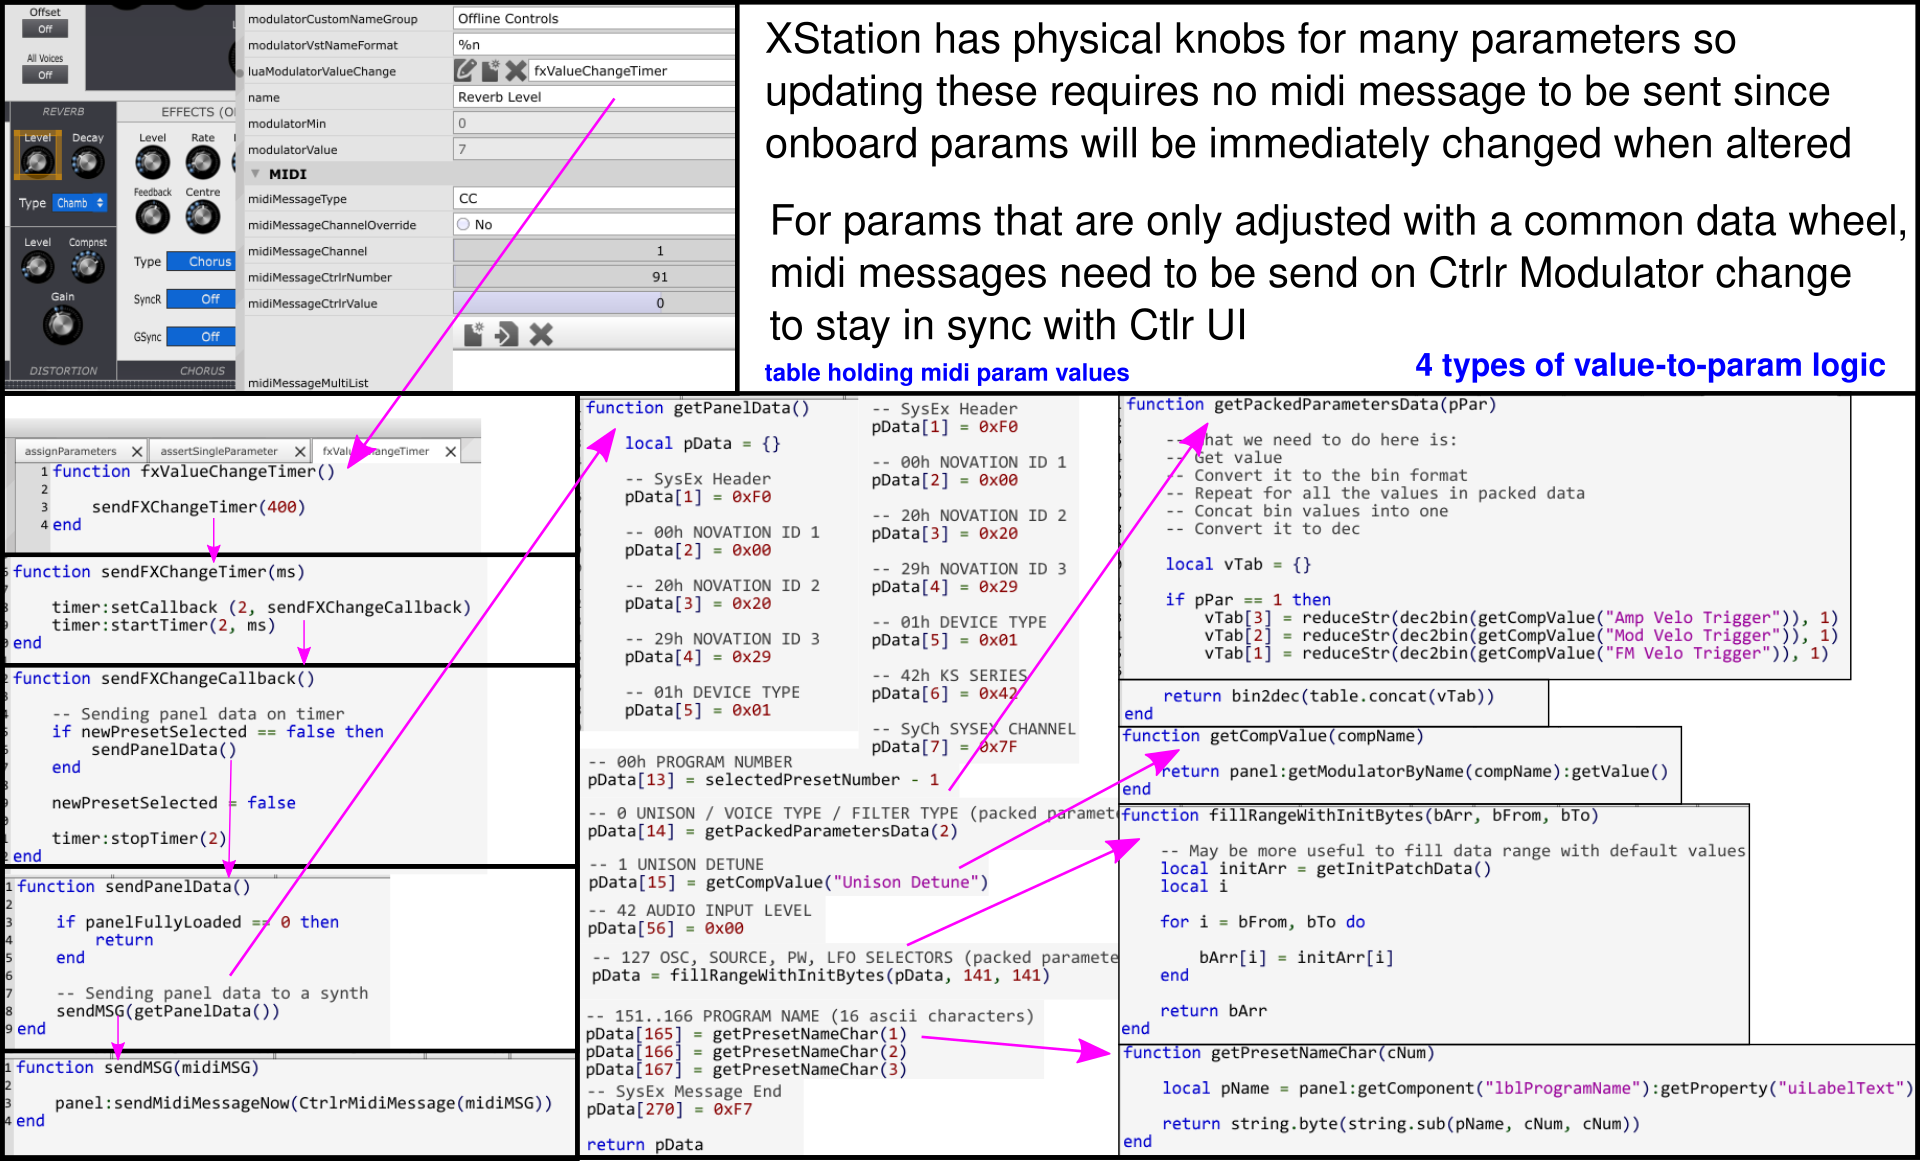 Offset
Off
All Voices
Off
REVERB
EFFECTS (O
Level
Decay
Level
Rate
Feedback
Centre
Type
Chamb
Level
Compnst
Type
Chorus
Gain
SyncR
Off
GSync
Off
DISTORTION
CHORUS
modulatorCustomNameGroup
Offline Controls
modulatorVstNameFormat
%n
luaModulatorValueChange
fxValueChangeTimer
name
Reverb Level
modulatorMin
0
modulatorValue
7
MIDI
midiMessageType
CC
midiMessageChannelOverride
No
midiMessageChannel
1
midiMessageCtrlrNumber
91
midiMessageCtrlrValue
0
midiMessageMultiList
XStation has physical knobs for many parameters so
updating these requires no midi message to be sent since
onboard params will be immediately changed when altered
For params that are only adjusted with a common data wheel,
midi messages need to be send on Ctrlr Modulator change
to stay in sync with Ctlr UI
table holding midi param values
4 types of value-to-param logic
assignParameters
assertSingleParameter
1 function fxValueChangeTimer()
2
3 sendFXChangeTimer(400)
4 end
function sendFXChangeTimer(ms)
timer:setCallback (2, sendFXChangeCallback)
timer:startTimer(2, ms)
end
function sendFXChangeCallback()
-- Sending panel data on timer
if newPresetSelected == false then
sendPanelData()
end
newPresetSelected = false
timer:stopTimer(2)
end
1 function sendPanelData()
2
3 if panelFullyLoaded == 0 then
4 return
5 end
6
7 -- Sending panel data to a synth
8 sendMSG(getPanelData())
9 end
1 function sendMSG(midiMSG)
2
3 panel:sendMidiMessageNow(CtrlrMidiMessage(midiMSG))
4 end
function getPanelData()
local pData = {}
-- SysEx Header
pData[1] = 0xF0
-- 00h NOVATION ID 1
pData[2] = 0x00
-- 20h NOVATION ID 2
pData[3] = 0x20
-- 29h NOVATION ID 3
pData[4] = 0x29
-- 01h DEVICE TYPE
pData[5] = 0x01
-- SysEx Header
pData[1] = 0xF0
-- 00h NOVATION ID 1
pData[2] = 0x00
-- 20h NOVATION ID 2
pData[3] = 0x20
-- 29h NOVATION ID 3
pData[4] = 0x29
-- 01h DEVICE TYPE
pData[5] = 0x01
-- 42h KS SERIES
pData[6] = 0x42
-- SyCh SYSEX CHANNEL
pData[7] = 0x7F
-- 00h PROGRAM NUMBER
pData[13] = selectedPresetNumber - 1
-- 0 UNISON / VOICE TYPE / FILTER TYPE (packed paramet
pData[14] = getPackedParametersData(2)
-- 1 UNISON DETUNE
pData[15] = getCompValue("Unison Detune")
-- 42 AUDIO INPUT LEVEL
pData[56] = 0x00
-- 127 OSC, SOURCE, PW, LFO SELECTORS (packed paramete
pData = fillRangeWithInitBytes(pData, 141, 141)
-- 151..166 PROGRAM NAME (16 ascii characters)
pData[165] = getPresetNameChar(1)
pData[166] = getPresetNameChar(2)
pData[167] = getPresetNameChar(3)
-- SysEx Message End
pData[270] = 0xF7
return pData
function getPackedParametersData(pPar)
-- What we need to do here is:
-- Get value
-- Convert it to the bin format
-- Repeat for all the values in packed data
-- Concat bin values into one
-- Convert it to dec
local vTab = {}
if pPar == 1 then
vTab[3] = reduceStr(dec2bin(getCompValue("Amp Velo Trigger")), 1)
vTab[2] = reduceStr(dec2bin(getCompValue("Mod Velo Trigger")), 1)
vTab[1] = reduceStr(dec2bin(getCompValue("FM Velo Trigger")), 1)
return bin2dec(table.concat(vTab))
end
function getCompValue(compName)
return panel:getModulatorByName(compName):getValue()
end
function fillRangeWithInitBytes(bArr, bFrom, bTo)
-- May be more useful to fill data range with default values
local initArr = getInitPatchData()
local i
for i = bFrom, bTo do
bArr[i] = initArr[i]
end
return bArr
end
function getPresetNameChar(cNum)
local pName = panel:getComponent("lblProgramName"):getProperty("uiLabelText")
return string.byte(string.sub(pName, cNum, cNum))
end